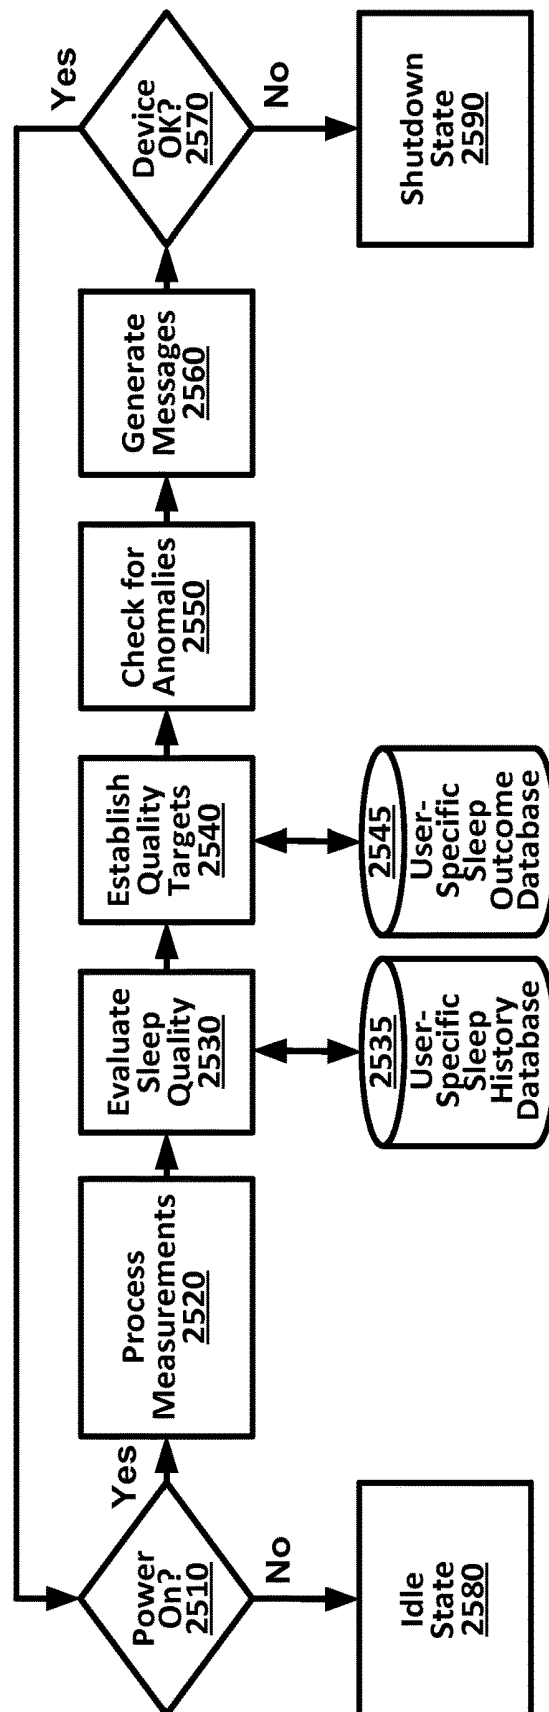 Power
On?
2510
Yes
No
Idle
State
2580
Process
Measurements
2520
Evaluate
Sleep
Quality
2530
2535
User-
Specific
Sleep
History
Database
Establish
Quality
Targets
2540
2545
User-
Specific
Sleep
Outcome
Database
Check for
Anomalies
2550
Generate
Messages
2560
Device
OK?
2570
Yes
No
Shutdown
State
2590